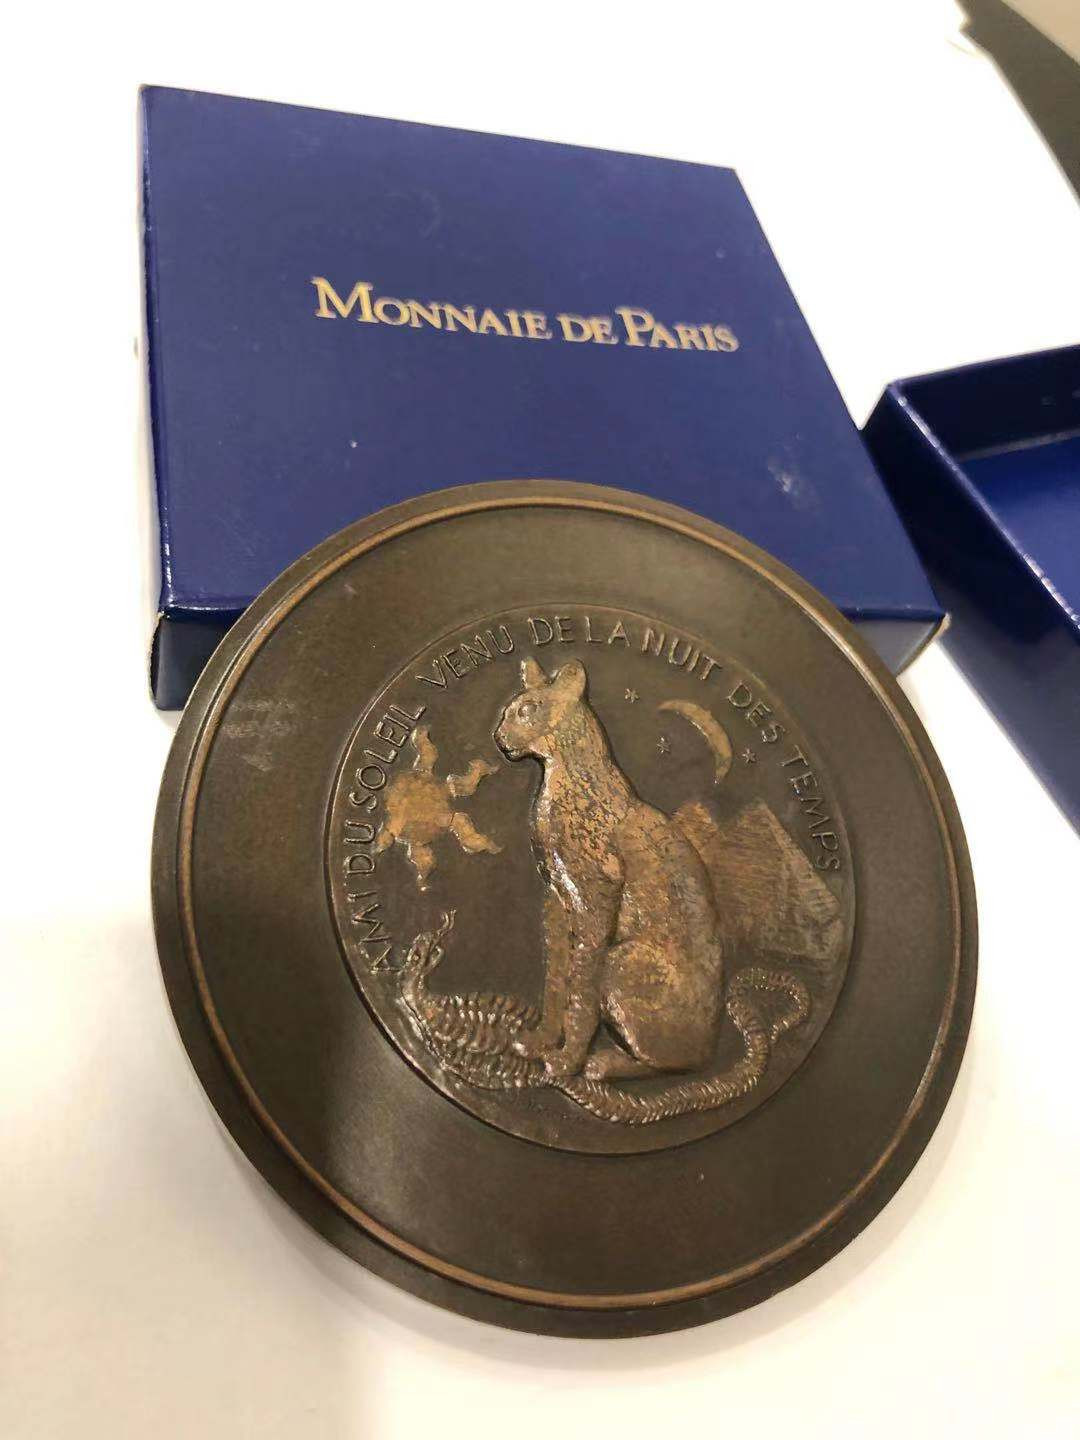 MONNAIE DE PARIS
AMI DU SOLEIL VENU DE LA NUIT DES TEMPS